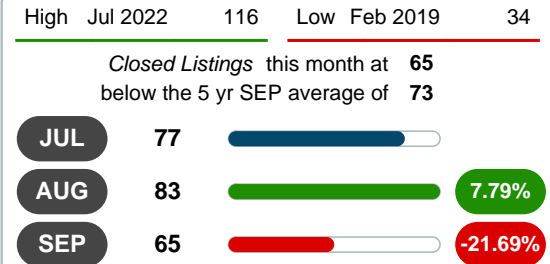 High Jul 2022 116 Low Feb 2019 34
Closed Listings this month at 65
below the 5 yr SEP average of 73
JUL 77
AUG 83 7.79%
SEP 65 -21.69%